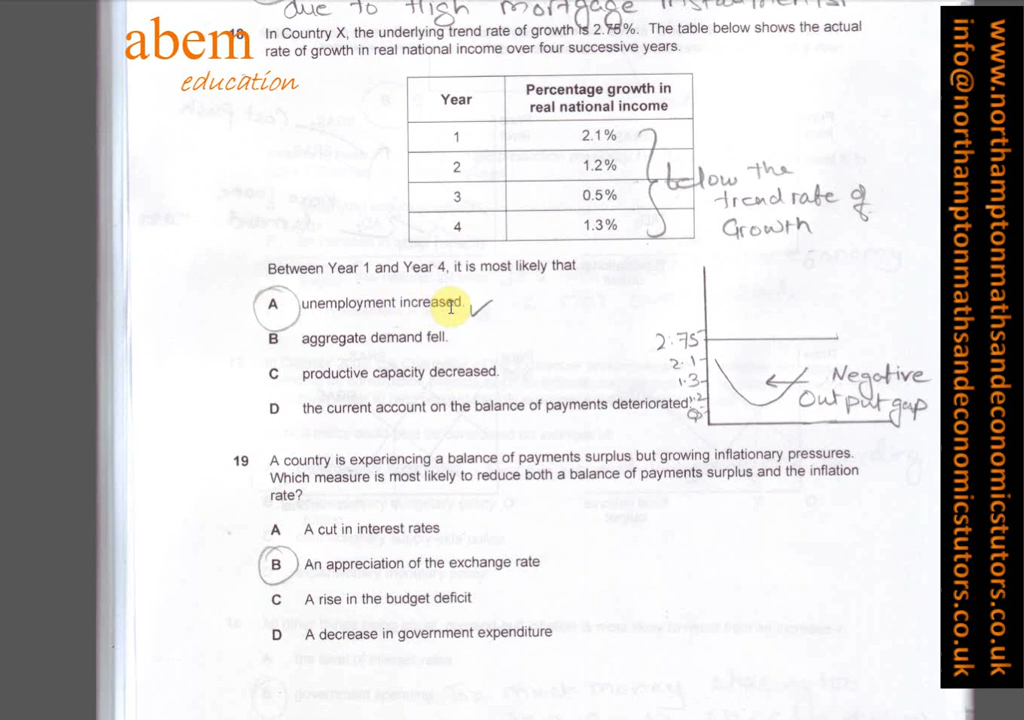 due to High mortgage instalments.
abem
education
18 In Country X, the underlying trend rate of growth is 2.75%. The table below shows the actual
rate of growth in real national income over four successive years.
Year
Percentage growth in
real national income
1 2.1%
2 1.2%
3 0.5%
4 1.3%
below the
trend rate of
Growth
Between Year 1 and Year 4, it is most likely that
A unemployment increased.
B aggregate demand fell.
C productive capacity decreased.
D the current account on the balance of payments deteriorated.
2.75
2.1
1.3
1.2
0
Negative
output gap
19 A country is experiencing a balance of payments surplus but growing inflationary pressures.
Which measure is most likely to reduce both a balance of payments surplus and the inflation
rate?
A A cut in interest rates
B An appreciation of the exchange rate
C A rise in the budget deficit
D A decrease in government expenditure
www.northamptonmathsandeconomicstutors.co.uk
info@northamptonmathsandeconomicstutors.co.uk